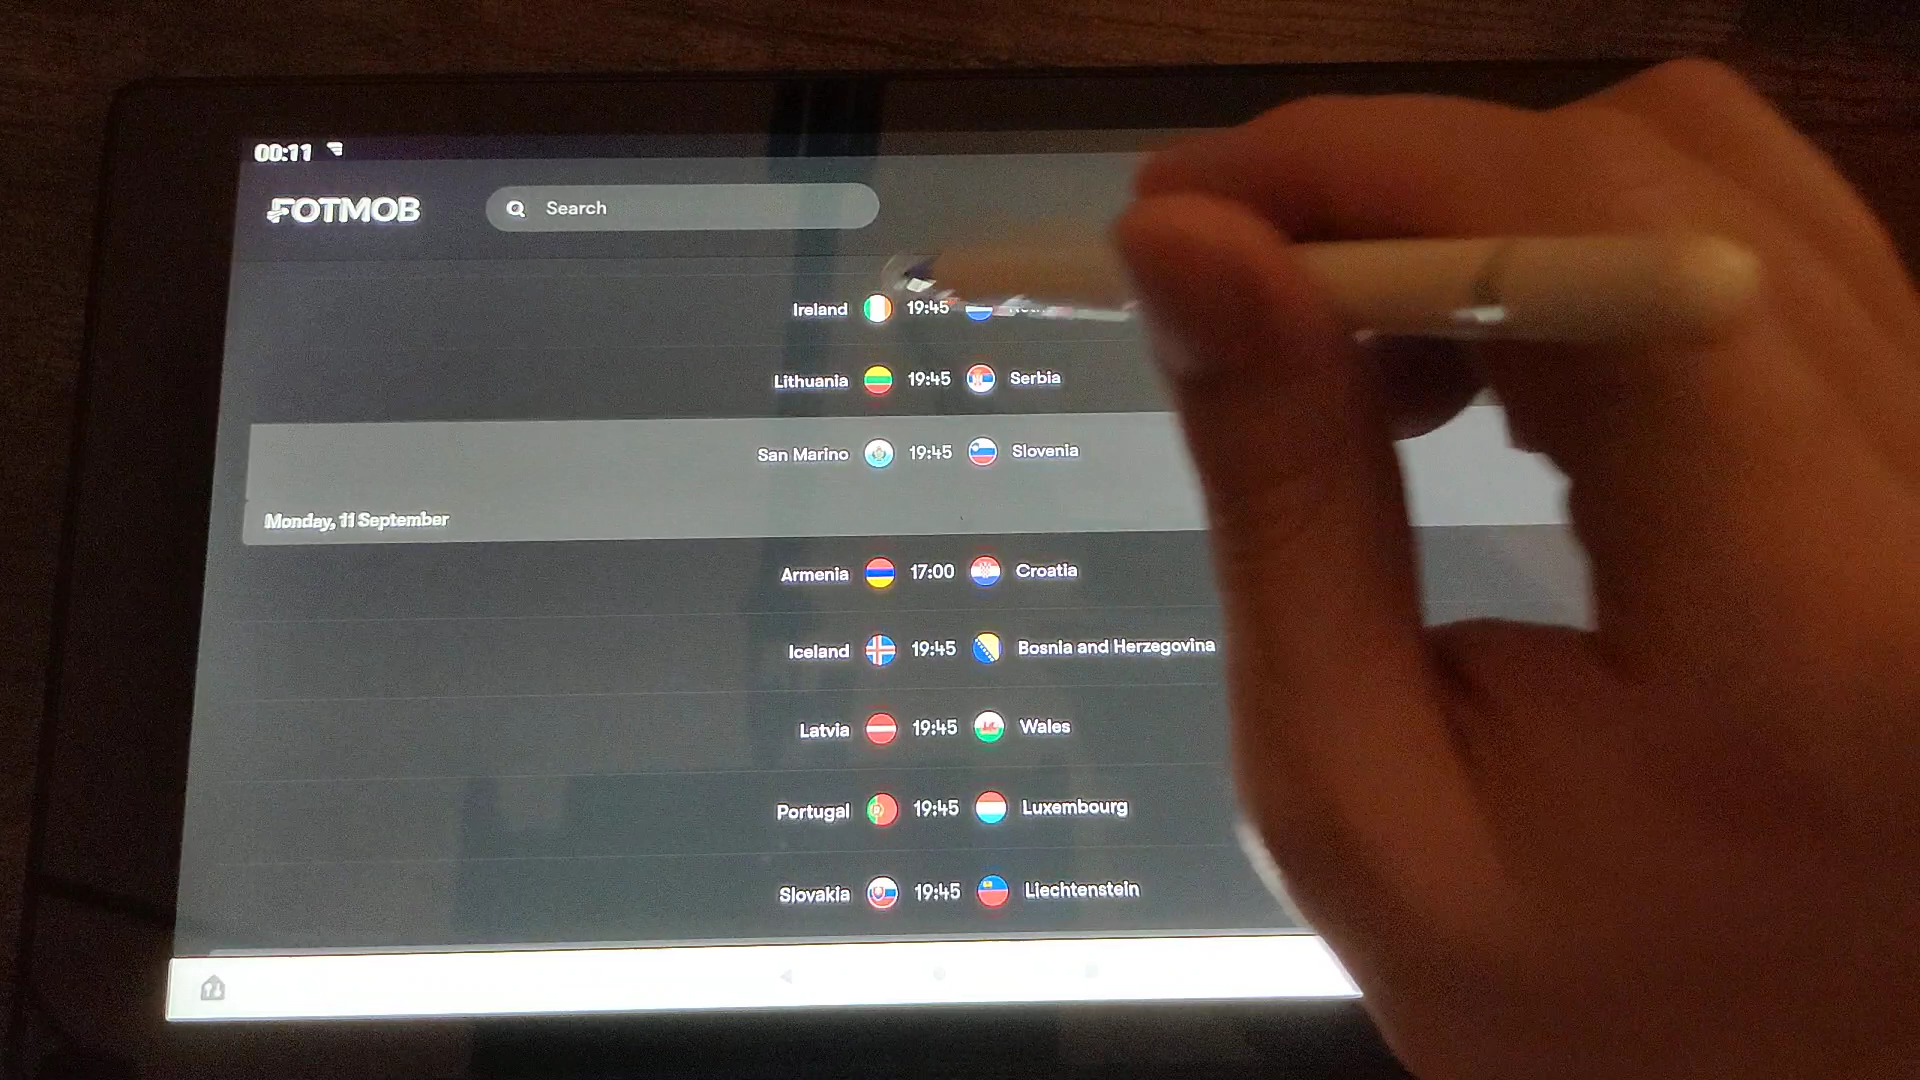 00:11
FOTMOB
Search
Ireland 19:45
Lithuania 19:45 Serbia
San Marino 19:45 Slovenia
Monday, 11 September
Armenia 17:00 Croatia
Iceland 19:45 Bosnia and Herzegovina
Latvia 19:45 Wales
Portugal 19:45 Luxembourg
Slovakia 19:45 Liechtenstein